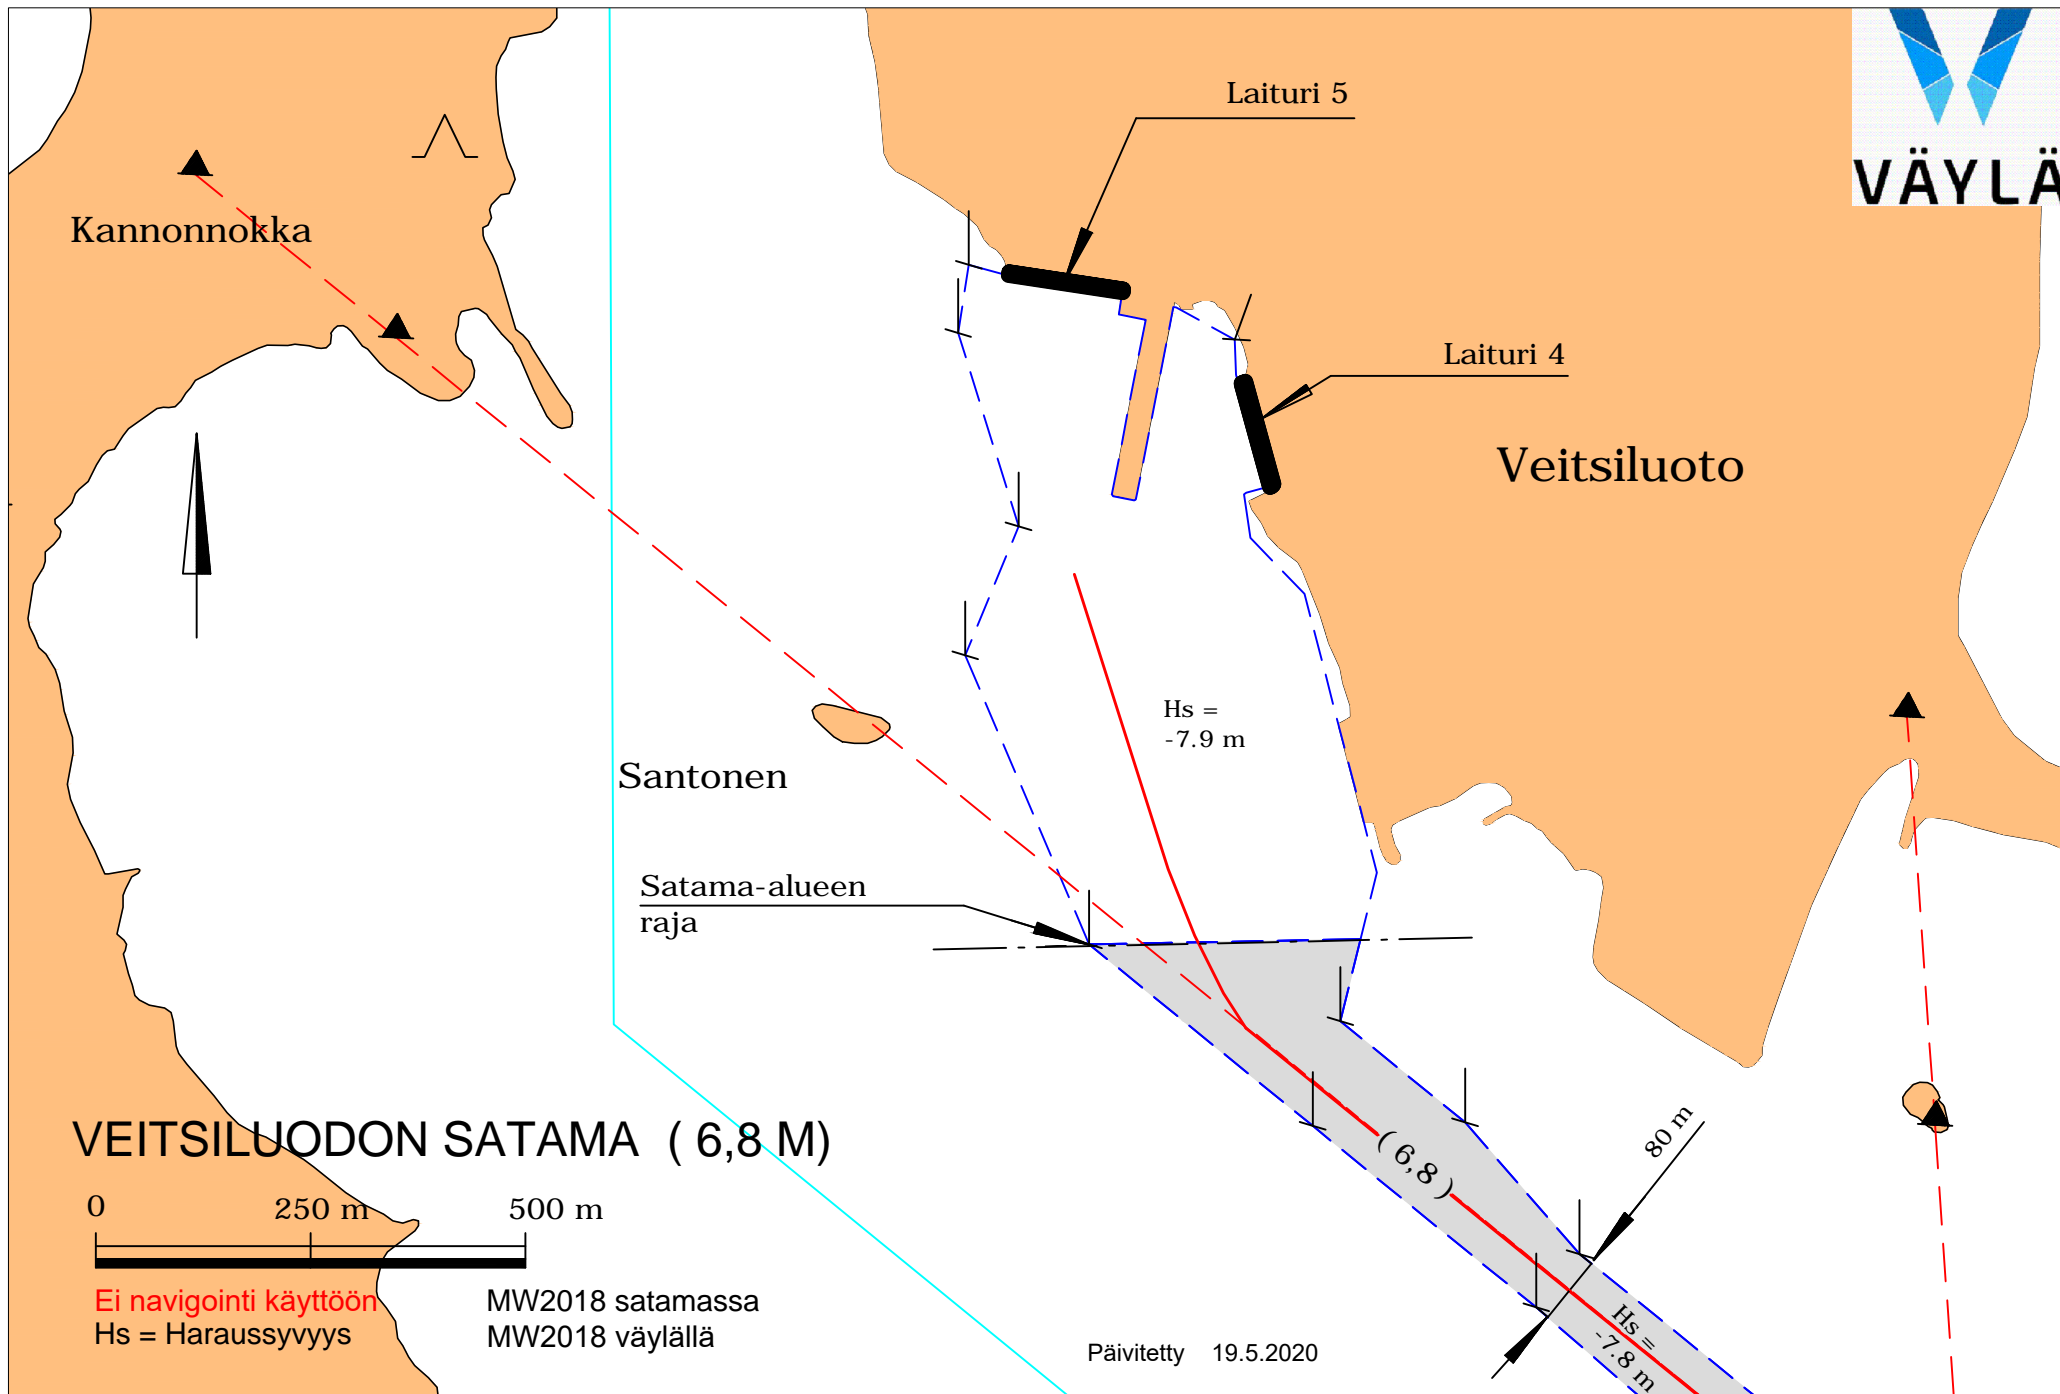 Laituri 5
VÄYLÄ
Kannonnokka
Laituri 4
Veitsiluoto
Hs =
-7.9 m
Santonen
Satama-alueen
raja
VEITSILUODON SATAMA ( 6,8 M)
( 6,8 )
80 m
0 250 m 500 m
Ei navigointi käyttöön
Hs = Haraussyvyys
MW2018 satamassa
MW2018 väylällä
Päivitetty 19.5.2020
Hs =
-7.8 m